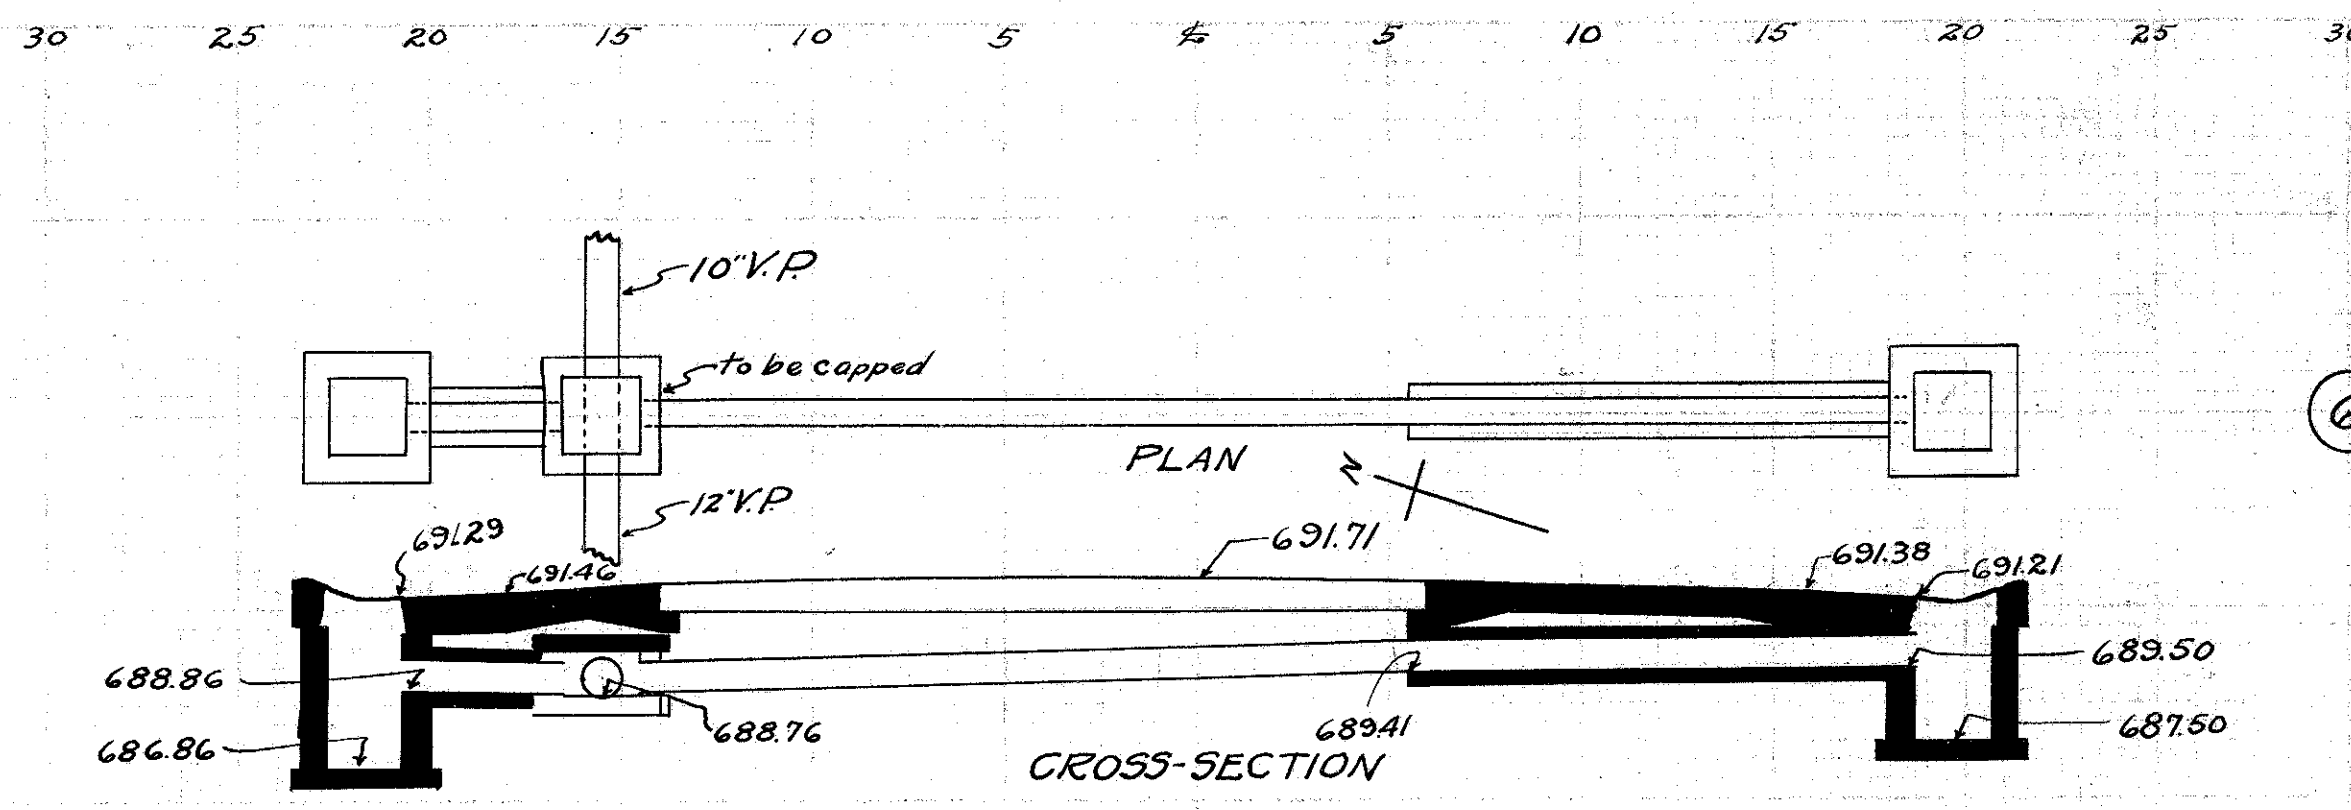 30 25 20 15 10 5 ℄ 5 10 15 20 25 30
10" V.P.
to be capped
6
PLAN
N
12" V.P.
691.29
691.46
691.71
691.38
691.21
688.86
689.50
688.76
689.41
687.50
686.86
CROSS-SECTION